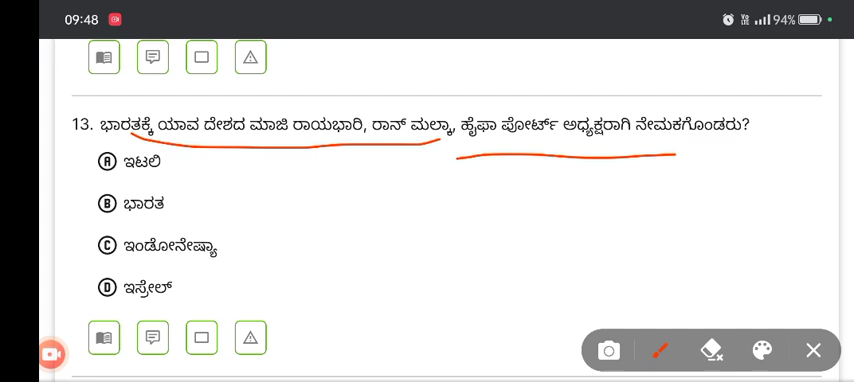 09:48
94%
13. ಭಾರತಕ್ಕೆ ಯಾವ ದೇಶದ ಮಾಜಿ ರಾಯಭಾರಿ, ರಾನ್ ಮಲ್ಕಾ, ಹೈಫಾ ಪೋರ್ಟ್ ಅಧ್ಯಕ್ಷರಾಗಿ ನೇಮಕಗೊಂಡರು?
A ಇಟಲಿ
B ಭಾರತ
C ಇಂಡೋನೇಷ್ಯಾ
D ಇಸ್ರೇಲ್